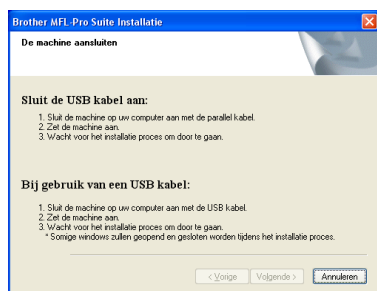 Brother MFL-Pro Suite Installatie
De machine aansluiten
Sluit de USB kabel aan:
1. Sluit de machine op uw computer aan met de parallel kabel.
2. Zet de machine aan.
3. Wacht voor het installatie proces om door te gaan.
Bij gebruik van een USB kabel:
1. Sluit de machine op uw computer aan met de USB kabel.
2. Zet de machine aan.
3. Wacht voor het installatie proces om door te gaan.
* Somige windows zullen geopend en gesloten worden tijdens het installatie proces.
< Vorige Volgende > Annuleren